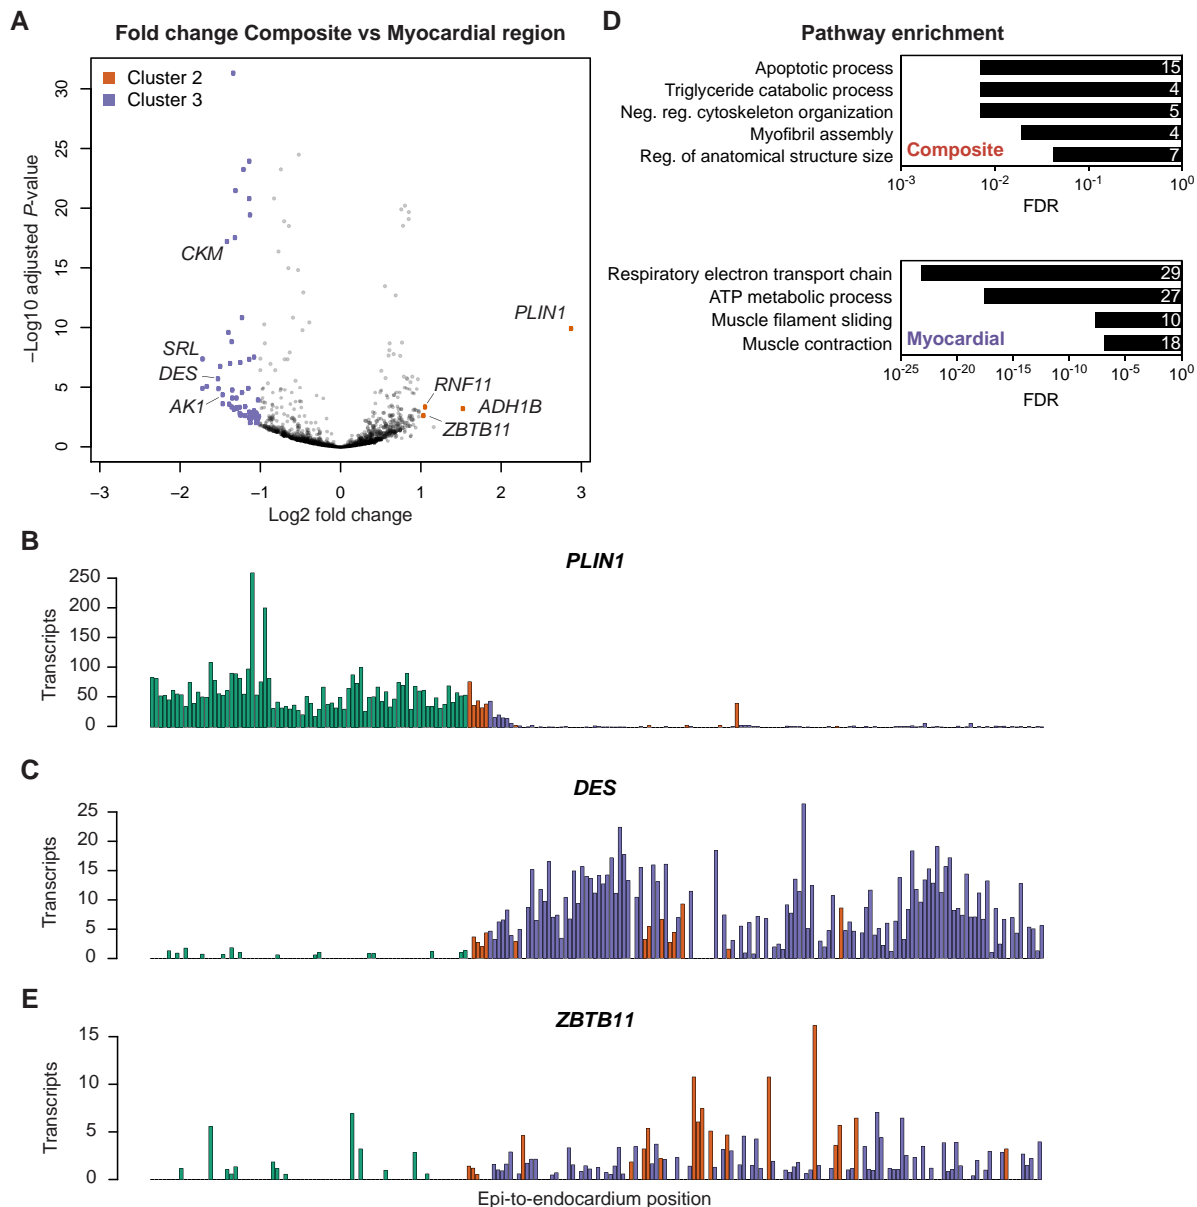 A
Fold change Composite vs Myocardial region
Cluster 2
Cluster 3
−Log10 adjusted P-value
30
25
20
15
10
5
0
CKM
PLIN1
SRL
DES
AK1
RNF11
ADH1B
ZBTB11
−3 −2 −1 0 1 2 3
Log2 fold change
D
Pathway enrichment
Apoptotic process 15
Triglyceride catabolic process 4
Neg. reg. cytoskeleton organization 5
Myofibril assembly 4
Reg. of anatomical structure size 7
Composite
10⁻³ 10⁻² 10⁻¹ 10⁰
FDR
Respiratory electron transport chain 29
ATP metabolic process 27
Muscle filament sliding 10
Muscle contraction 18
Myocardial
10⁻²⁵ 10⁻²⁰ 10⁻¹⁵ 10⁻¹⁰ 10⁻⁵ 10⁰
FDR
B
PLIN1
Transcripts
250
200
150
100
50
0
C
DES
Transcripts
25
20
15
10
5
0
E
ZBTB11
Transcripts
15
10
5
0
Epi-to-endocardium position